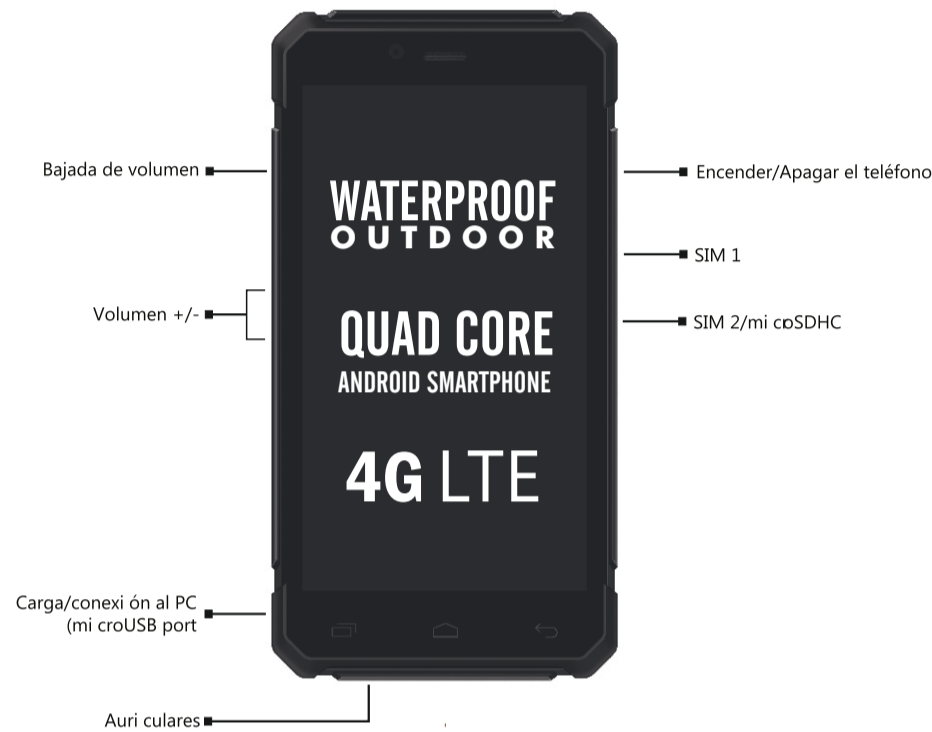 Bajada de volumen
Encender/Apagar el teléfono
WATERPROOF
OUTDOOR
SIM 1
Volumen +/-
SIM 2/mi croSDHC
QUAD CORE
ANDROID SMARTPHONE
4G LTE
Carga/conexi ón al PC
(mi croUSB port
Auri culares